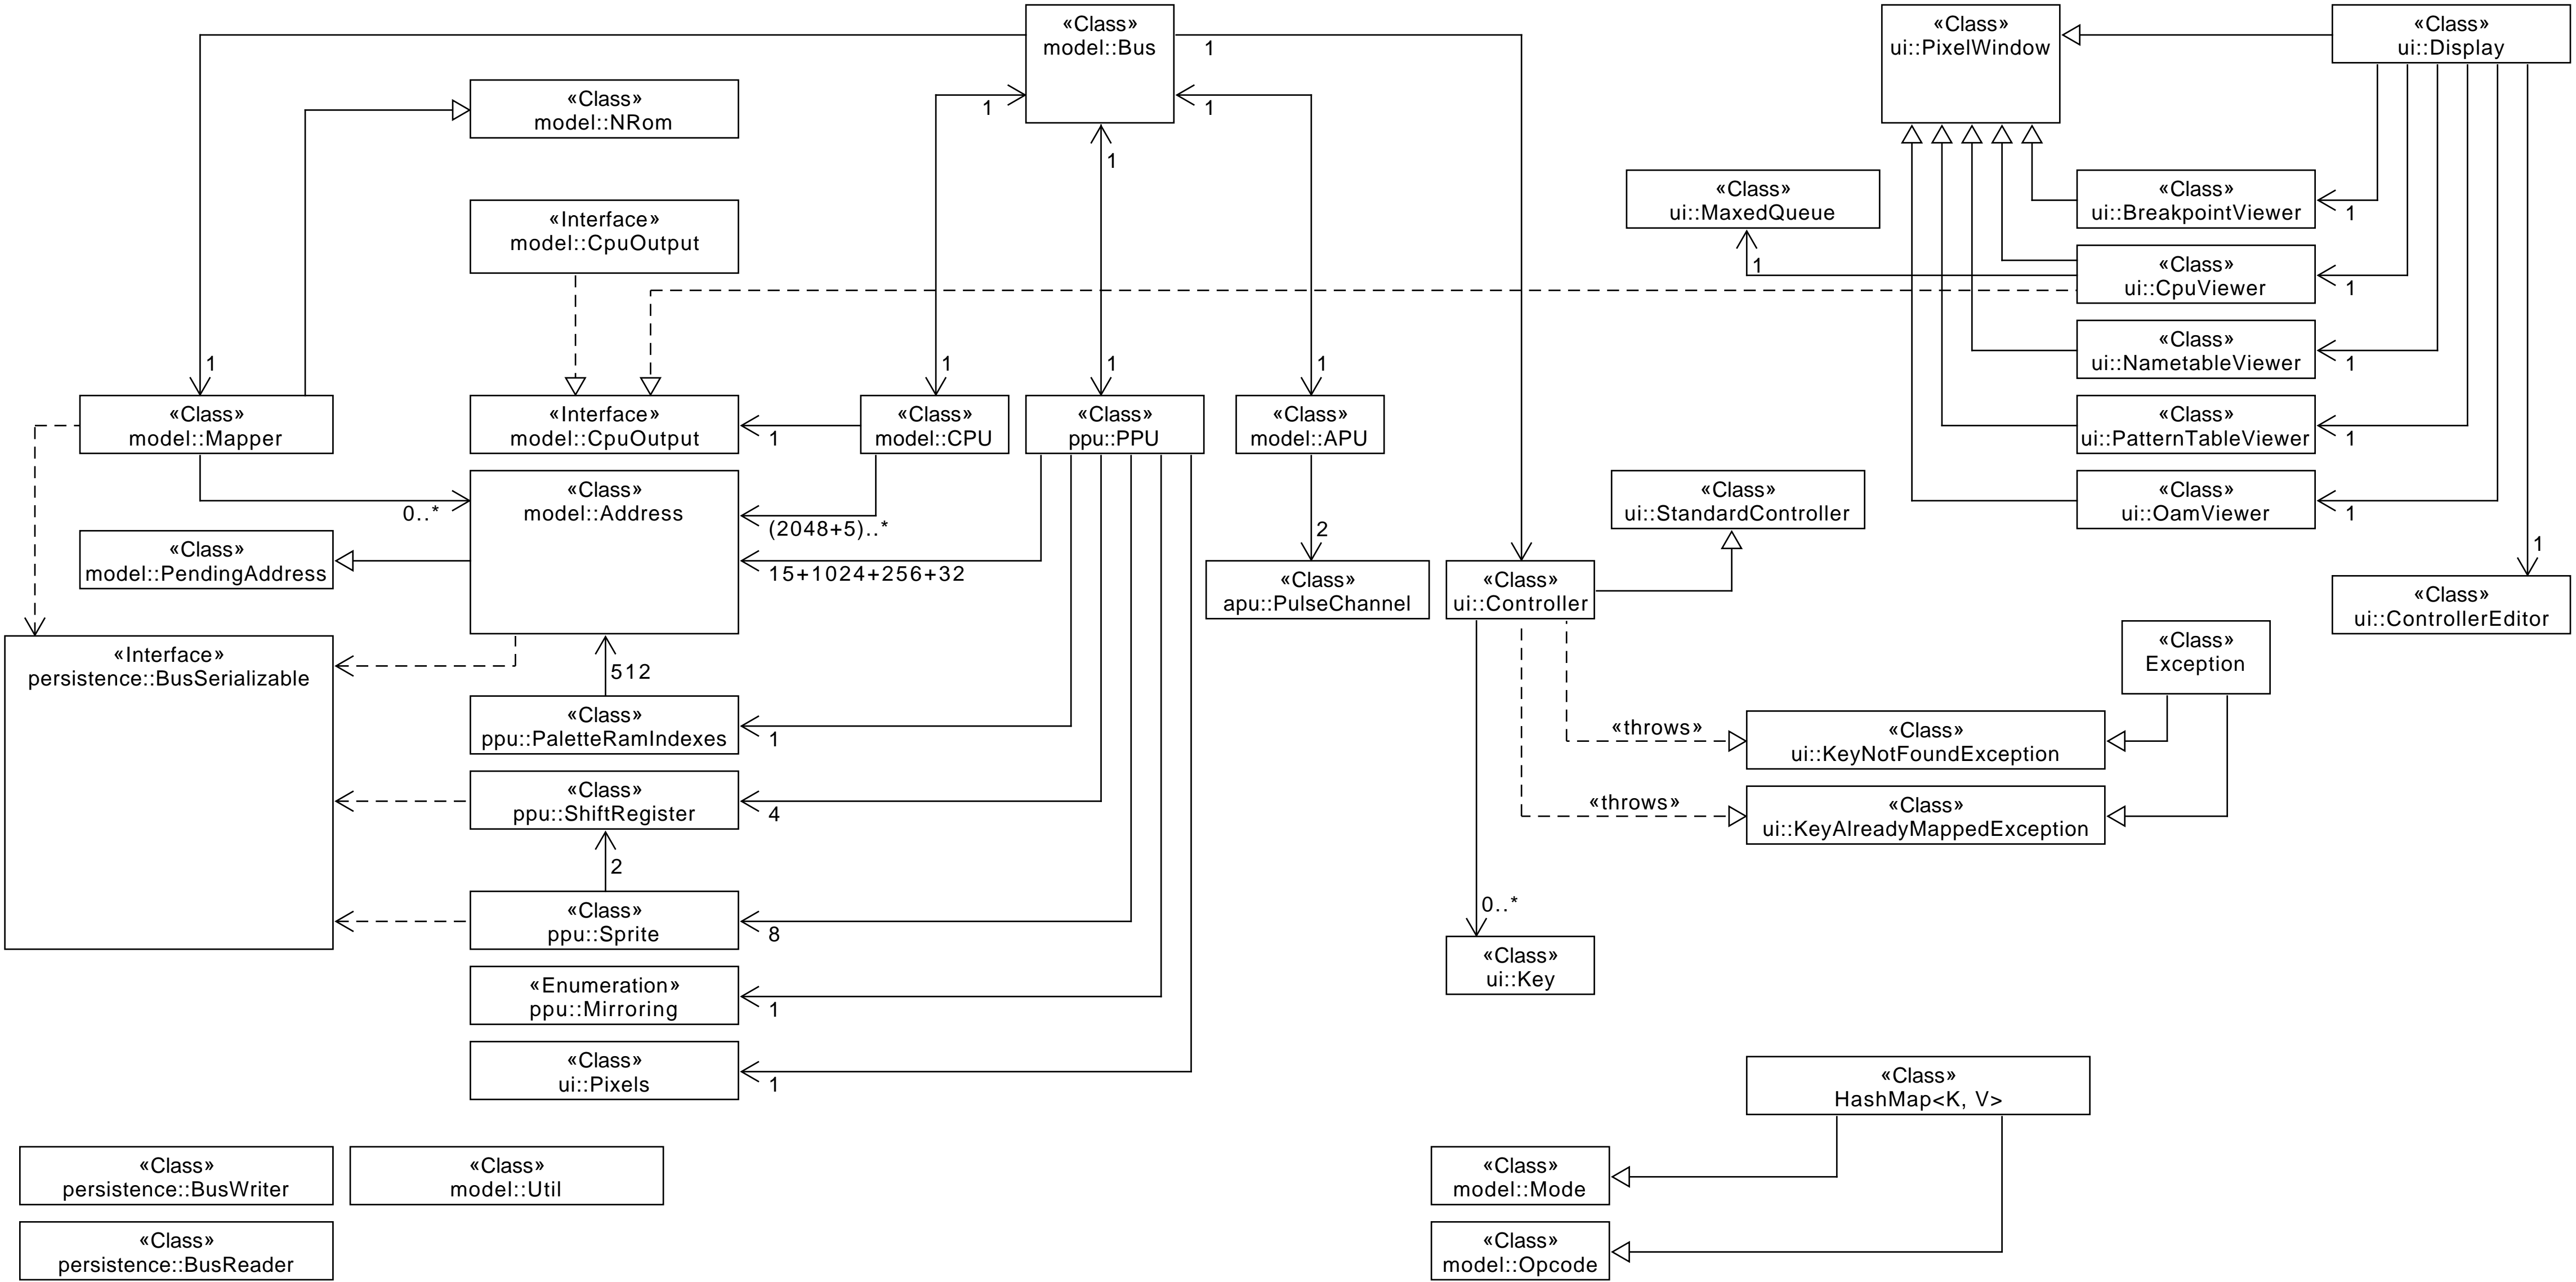 «Class»
model::Bus
1
1
1
1
«Class»
ui::PixelWindow
«Class»
ui::Display
«Class»
model::NRom
«Interface»
model::CpuOutput
«Class»
ui::MaxedQueue
1
«Class»
ui::BreakpointViewer
1
«Class»
ui::CpuViewer
1
«Class»
ui::NametableViewer
1
«Class»
ui::PatternTableViewer
1
«Class»
ui::OamViewer
1
1
«Class»
ui::ControllerEditor
1
1
1
1
«Class»
model::Mapper
«Interface»
model::CpuOutput
1
«Class»
model::CPU
«Class»
ppu::PPU
«Class»
model::APU
«Class»
model::Address
0..*
(2048+5)..*
15+1024+256+32
«Class»
model::PendingAddress
2
«Class»
apu::PulseChannel
«Class»
ui::StandardController
«Class»
ui::Controller
«Interface»
persistence::BusSerializable
512
«Class»
ppu::PaletteRamIndexes
1
«Class»
ppu::ShiftRegister
4
2
«Class»
ppu::Sprite
8
«Enumeration»
ppu::Mirroring
1
«Class»
ui::Pixels
1
«Class»
Exception
«throws»
«Class»
ui::KeyNotFoundException
«throws»
«Class»
ui::KeyAlreadyMappedException
0..*
«Class»
ui::Key
«Class»
HashMap<K, V>
«Class»
model::Mode
«Class»
model::Opcode
«Class»
persistence::BusWriter
«Class»
model::Util
«Class»
persistence::BusReader